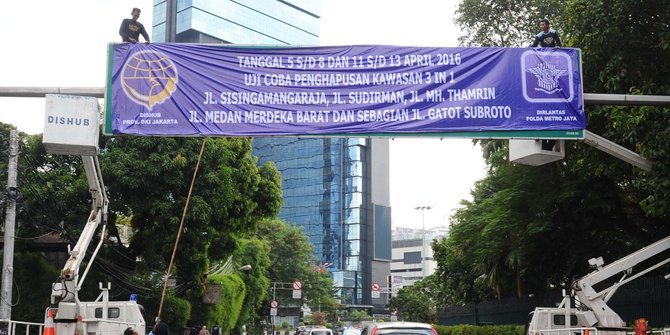 TANGGAL 5 S/D 8 DAN 11 S/D 13 APRIL 2016
UJI COBA PENGHAPUSAN KAWASAN 3 IN 1
JL. SISINGAMANGARAJA, JL. SUDIRMAN, JL. MH. THAMRIN
JL. MEDAN MERDEKA BARAT DAN SEBAGIAN JL. GATOT SUBROTO
DISHUB
PROV. DKI JAKARTA
DIRLANTAS
POLDA METRO JAYA
DISHUB
DISHUB